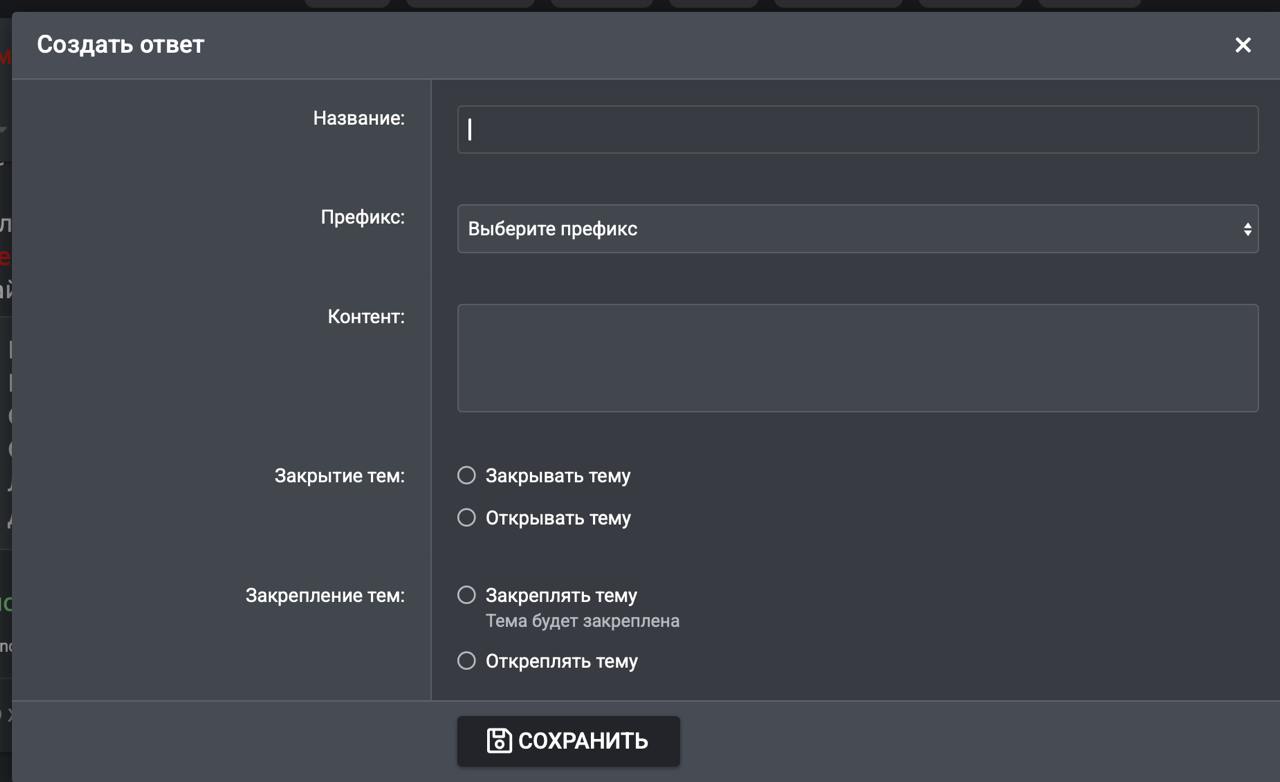 Создать ответ
Название:
Префикс:
Выберите префикс
Контент:
Закрытие тем:
Закрывать тему
Открывать тему
Закрепление тем:
Закреплять тему
Тема будет закреплена
Откреплять тему
СОХРАНИТЬ